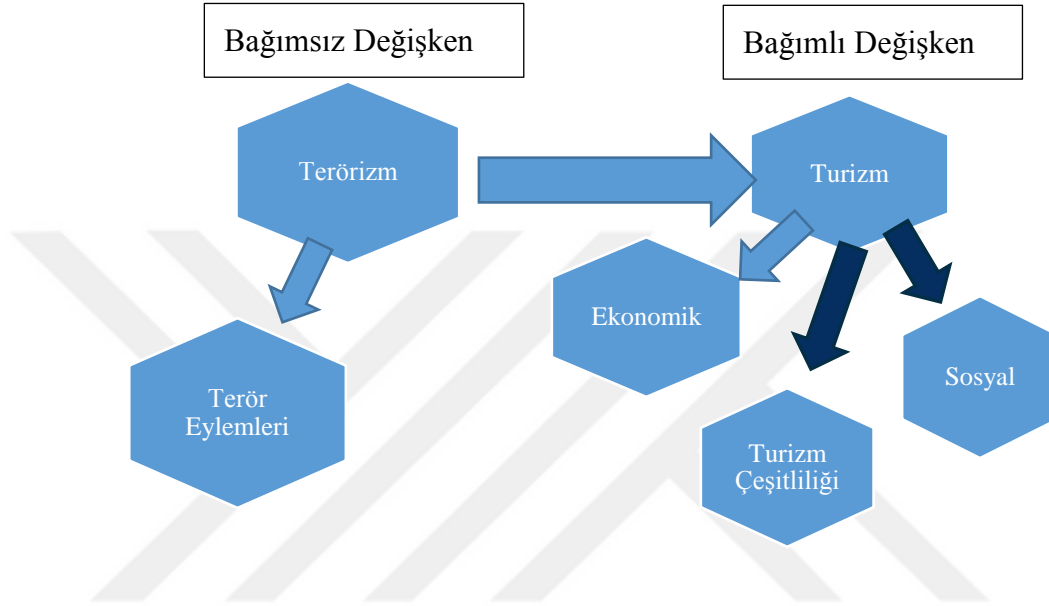 Bağımsız Değişken
Bağımlı Değişken
Terörizm
Turizm
Ekonomik
Sosyal
Terör
Eylemleri
Turizm
Çeşitliliği